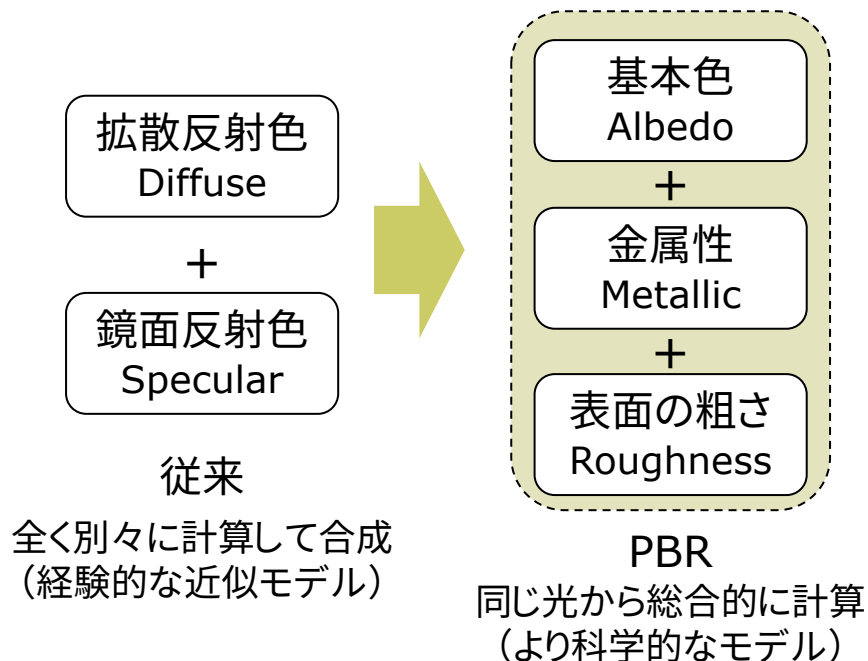 拡散反射色
Diffuse
+
鏡面反射色
Specular
従来
全く別々に計算して合成
（経験的な近似モデル）
基本色
Albedo
+
金属性
Metallic
+
表面の粗さ
Roughness
PBR
同じ光から総合的に計算
（より科学的なモデル）